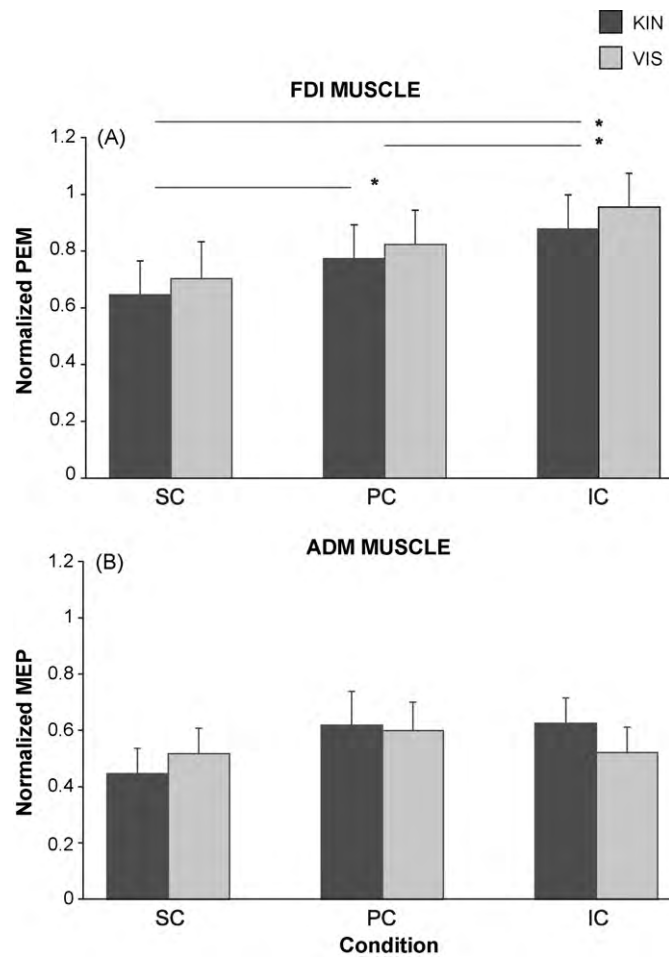 KIN
VIS
FDI MUSCLE
(A)
*
*
*
1.2
1
0.8
0.6
0.4
0.2
0
Normalized PEM
SC PC IC
ADM MUSCLE
(B)
1.2
1
0.8
0.6
0.4
0.2
0
Normalized MEP
SC PC IC
Condition